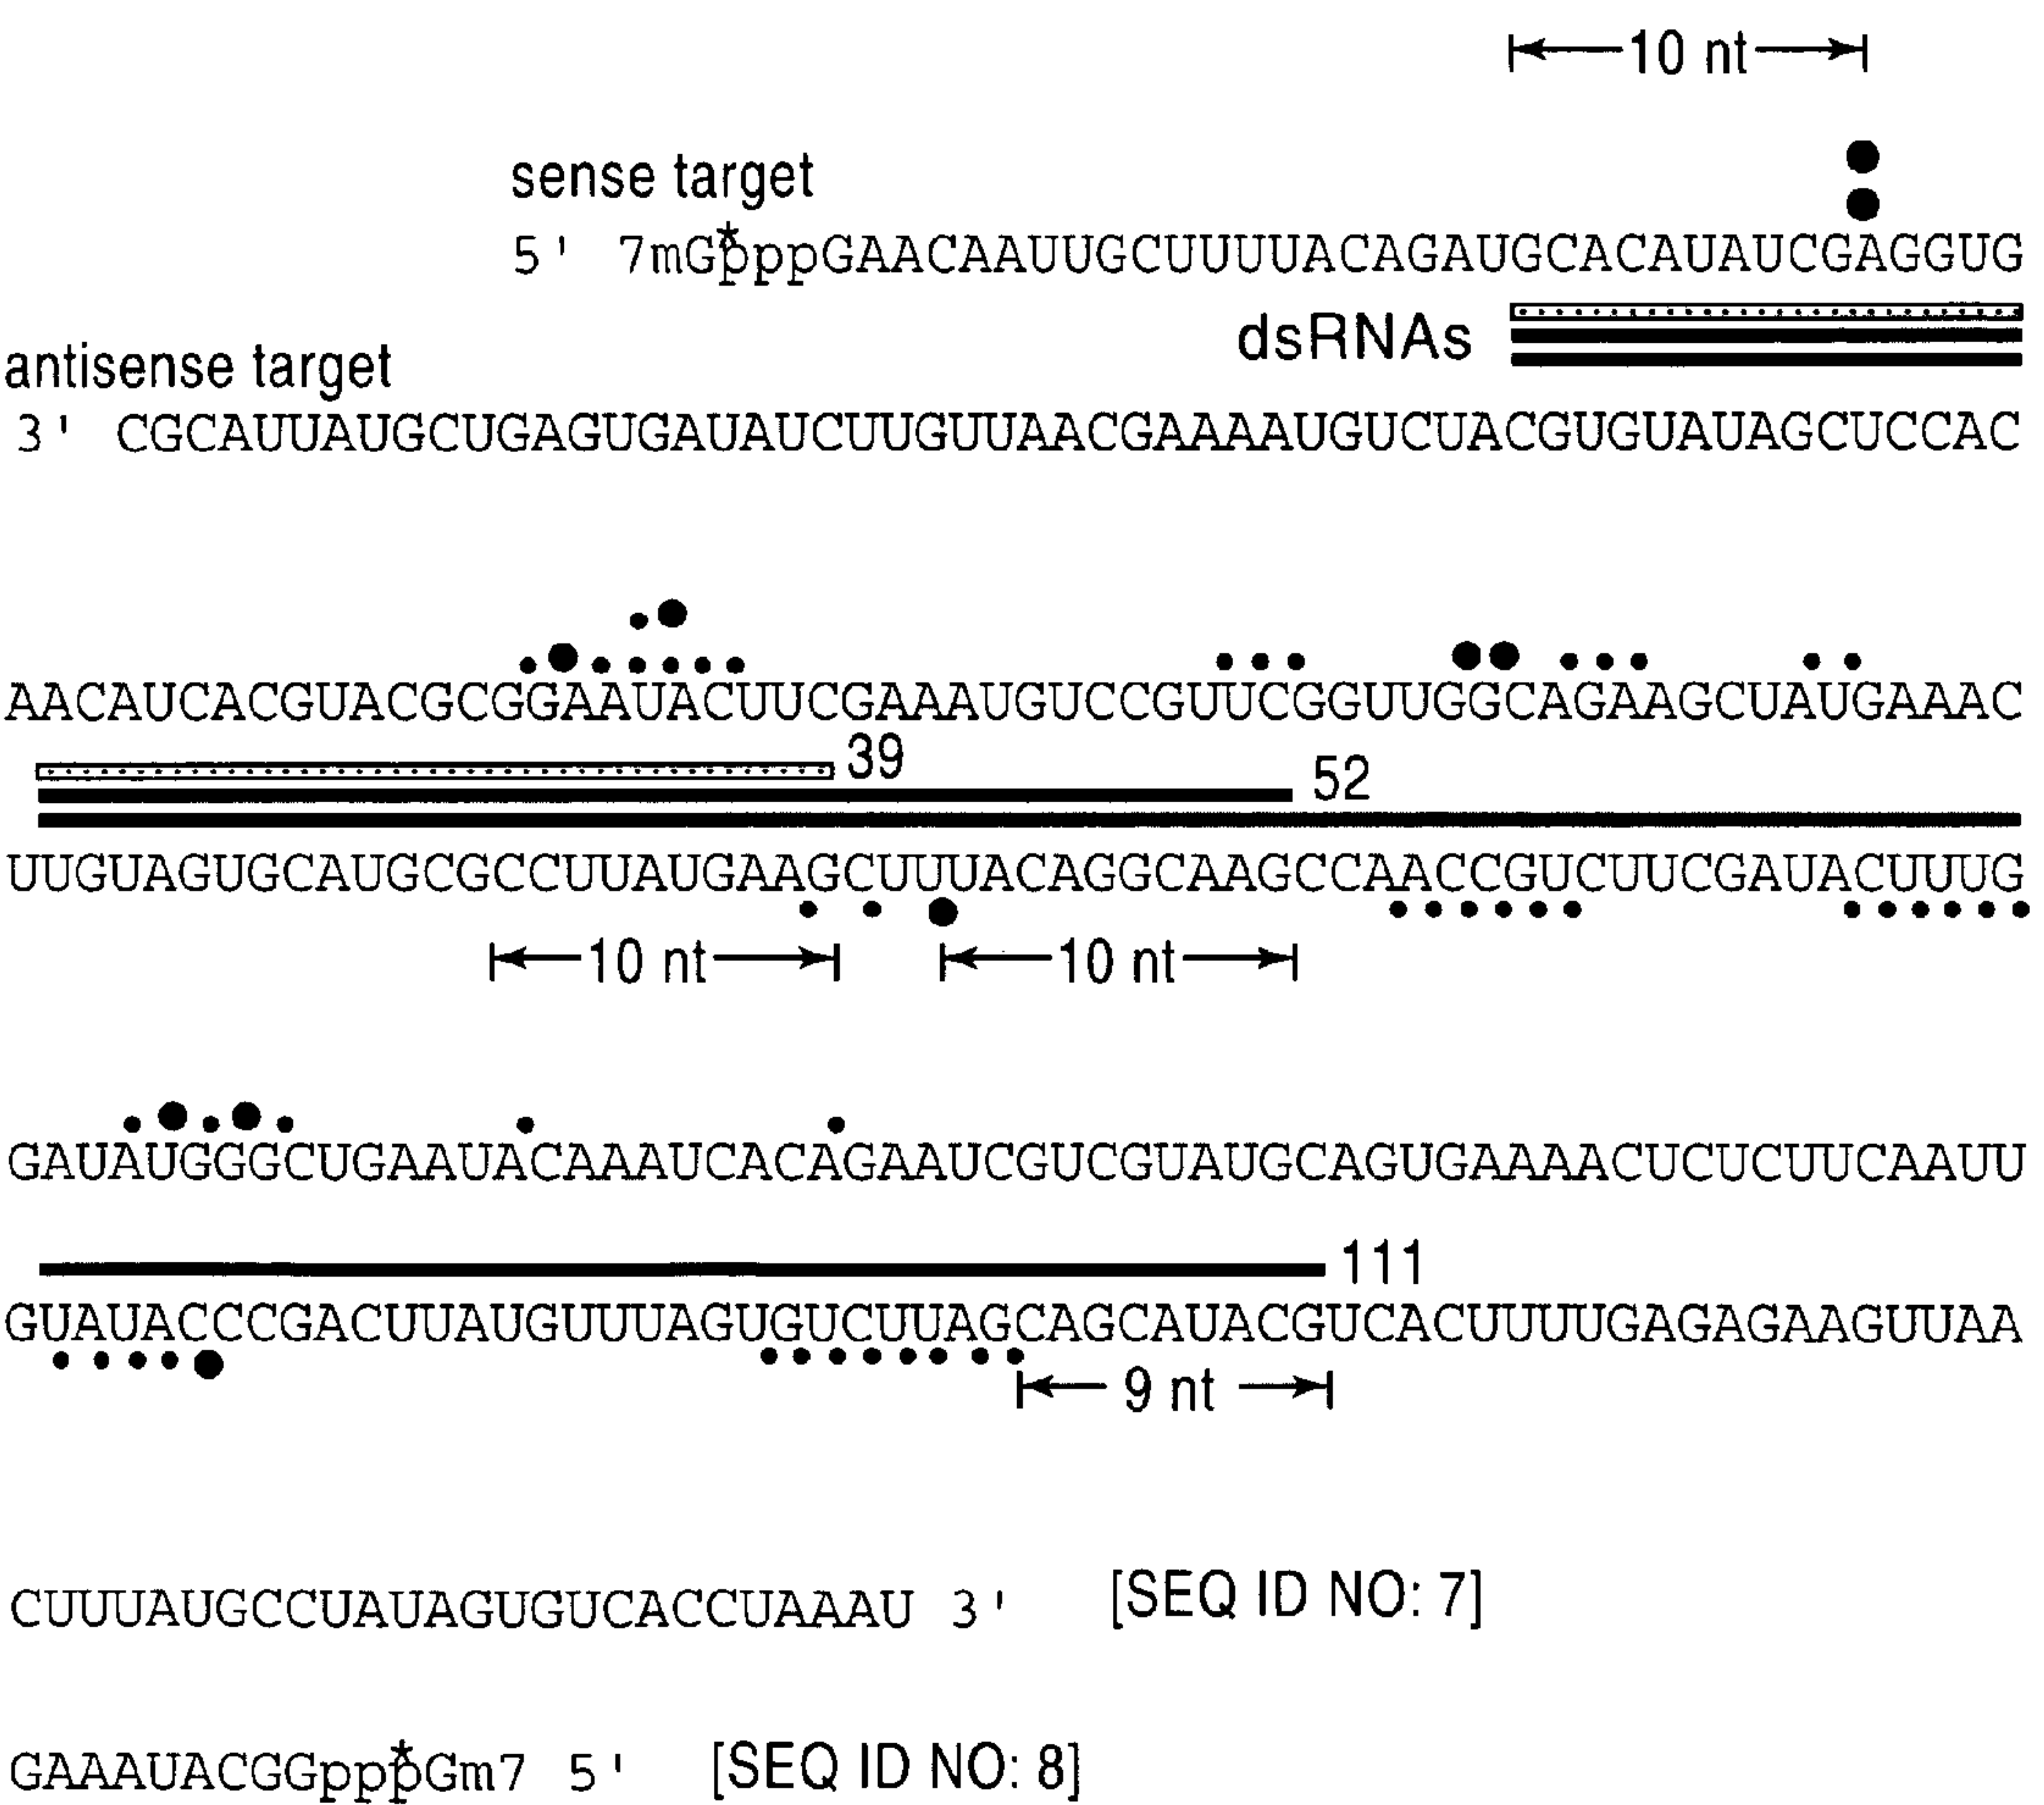 10 nt
sense target
5' 7mGpppGAACAAUUGCUUUUACAGAUGCACAUAUCGAGGUG
dsRNAs
antisense target
3' CGCAUUAUGCUGAGUGAUAUCUUGUUAACGAAAAUGUCUACGUGUAUAGCUCCAC
AACAUCACGUACGCGGAAUACUUCGAAAUGUCCGUUCGGUUGGCAGAAGCUAUGAAAC
39
52
UUGUAGUGCAUGCGCCUUAUGAAGCUUUACAGGCAAGCCAACCGUCUUCGAUACUUUG
10 nt 10 nt
GAUAUGGGCUGAAUACAAAUCACAGAAUCGUCGUAUGCAGUGAAAACUCUCUUCAAUU
111
GUAUACCCGACUUAUGUUUAGUGUCUUAGCAGCAUACGUCACUUUUGAGAGAAGUUAA
9 nt
CUUUAUGCCUAUAGUGUCACCUAAAU 3' [SEQ ID NO: 7]
GAAAUACGGpppGm7 5' [SEQ ID NO: 8]